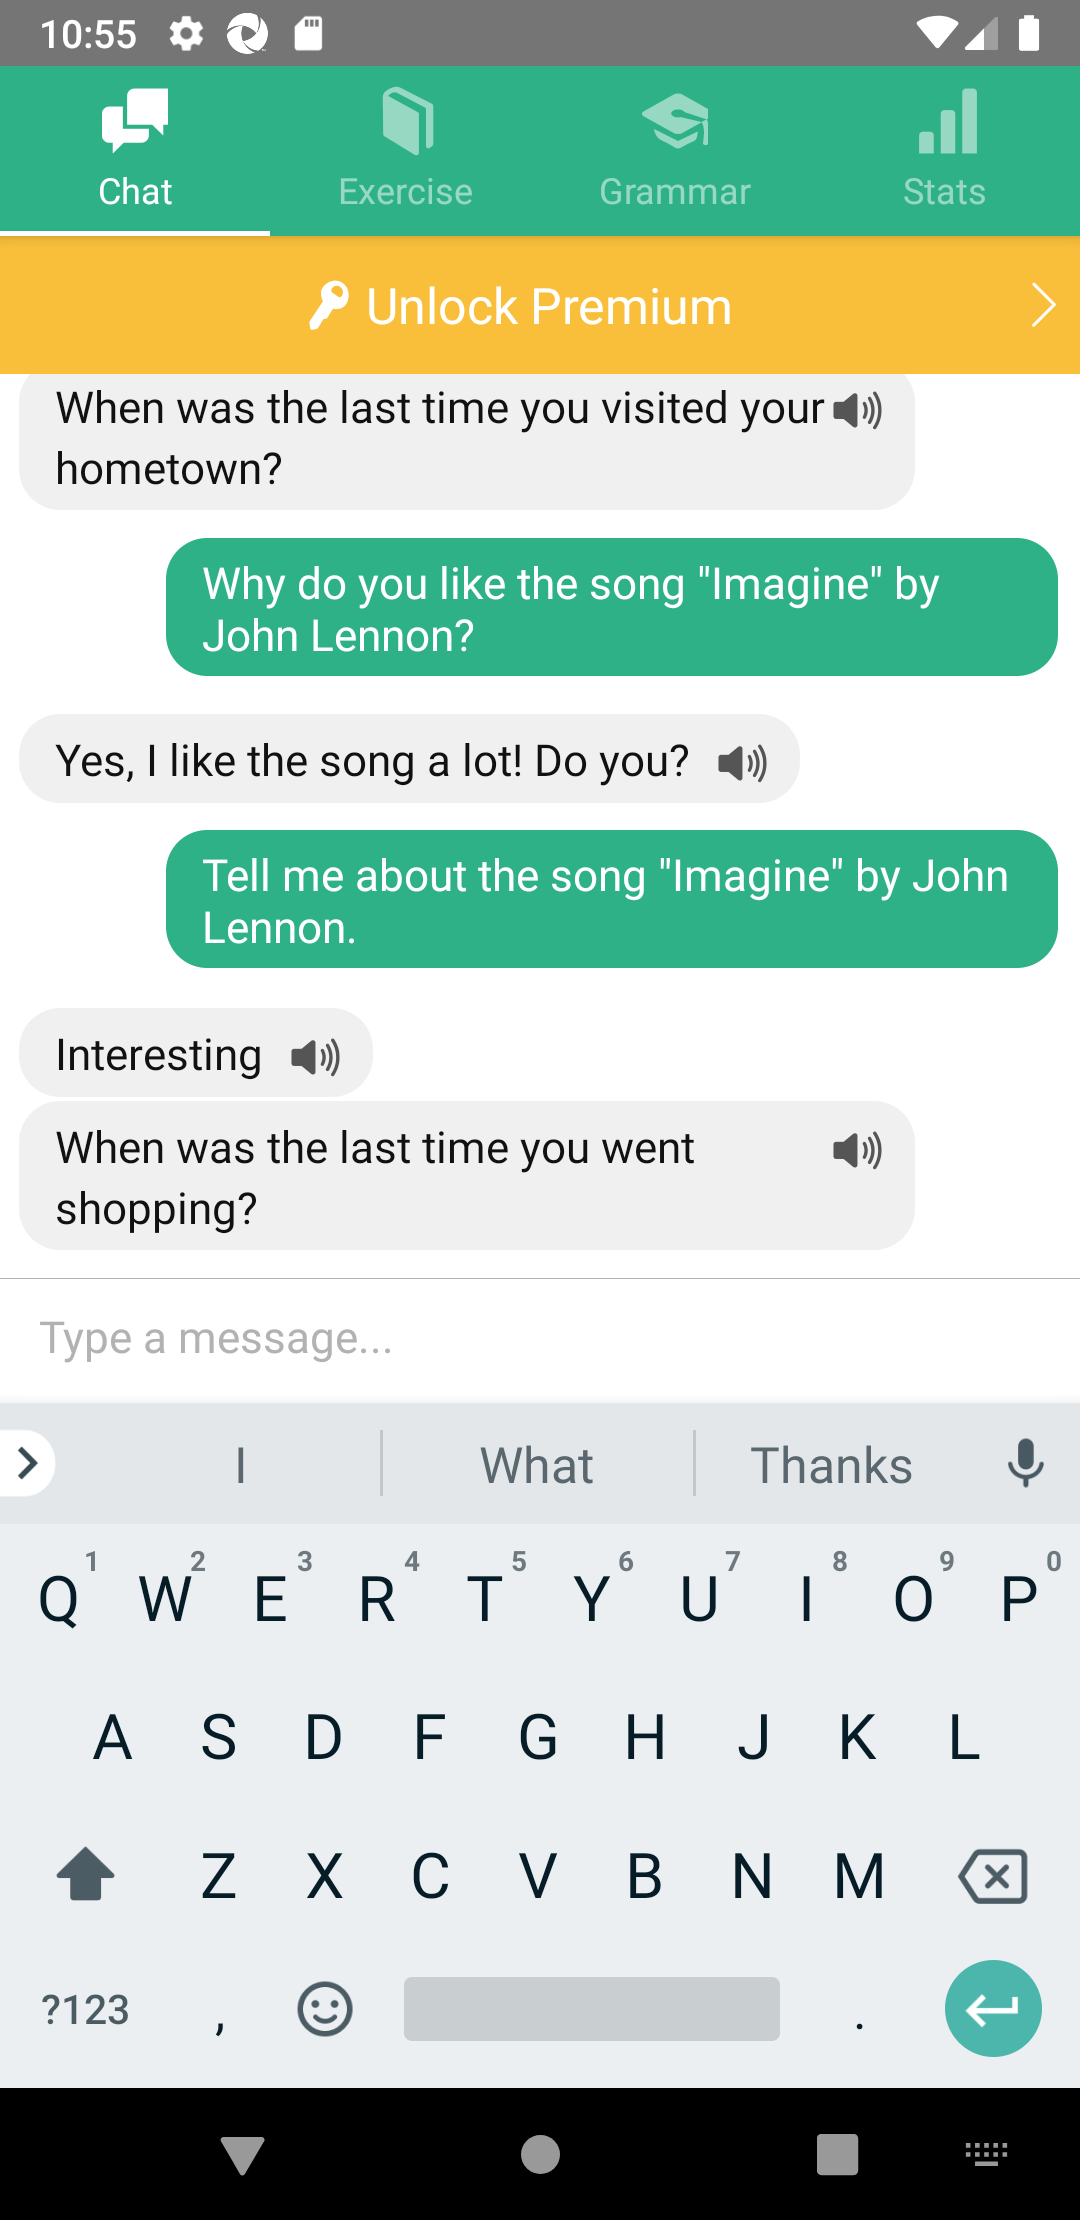 10:55
Chat
Exercise
Grammar
Stats
Unlock Premium
When was the last time you visited your
hometown?
Why do you like the song "Imagine" by
John Lennon?
Yes, I like the song a lot! Do you?
Tell me about the song "Imagine" by John
Lennon.
Interesting
When was the last time you went
shopping?
Type a message...
I
What
Thanks
Q 1 W 2 E 3 R 4 T 5 Y 6 U 7 I 8 O 9 P 0
A S D F G H J K L
Z X C V B N M
?123 , .